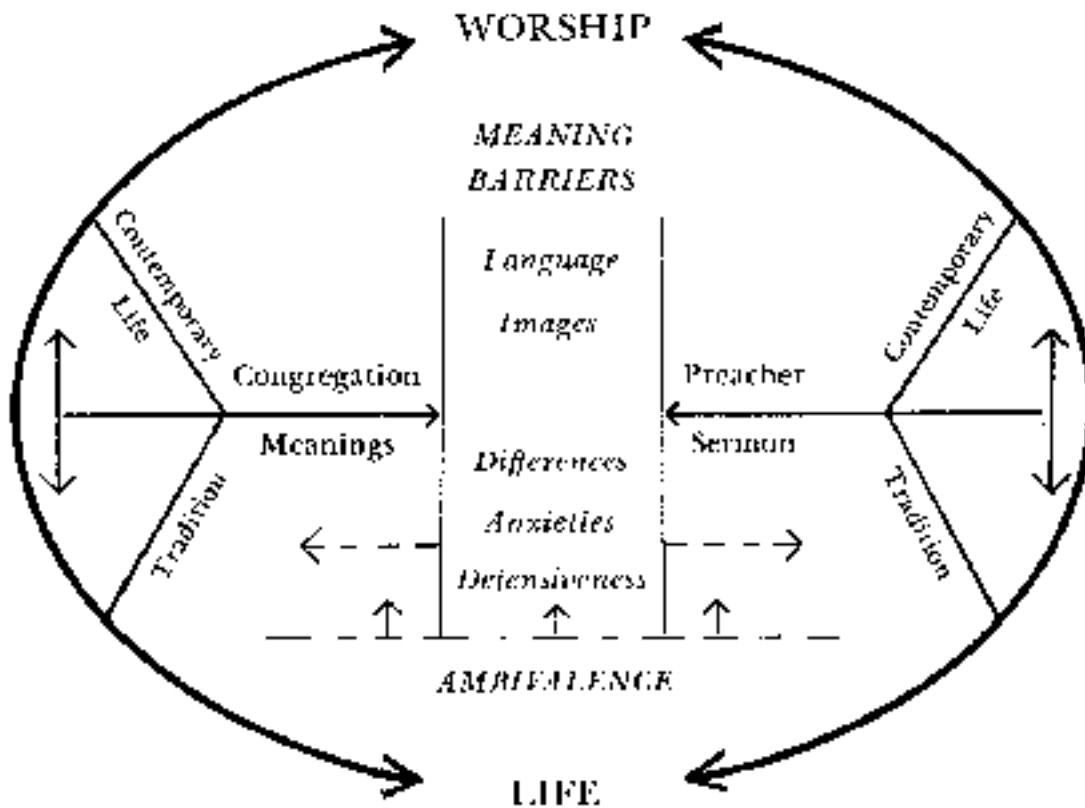 WORSHIP
MEANING
BARRIERS
Contemporary
Life
Language
Images
Contemporary
Life
Congregation
Meanings
Preacher
Sermon
Differences
Anxieties
Defensiveness
Tradition
Tradition
AMBIVALENCE
LIFE